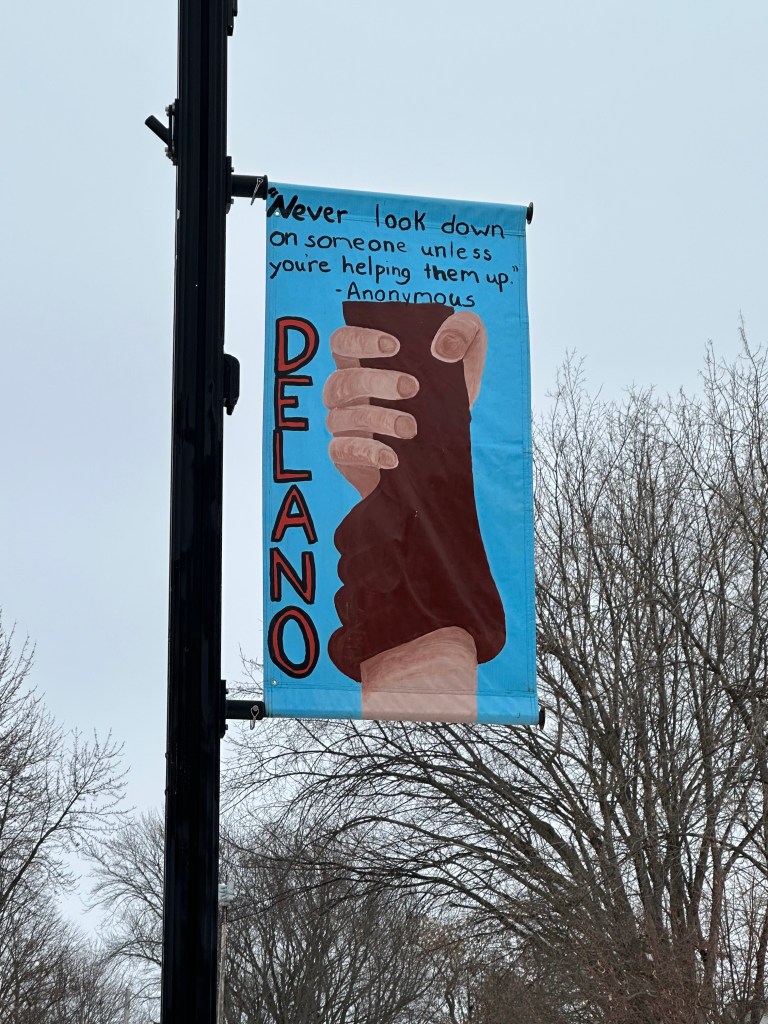 "Never look down
on someone unless
you're helping them up."
-Anonymous
DELANO